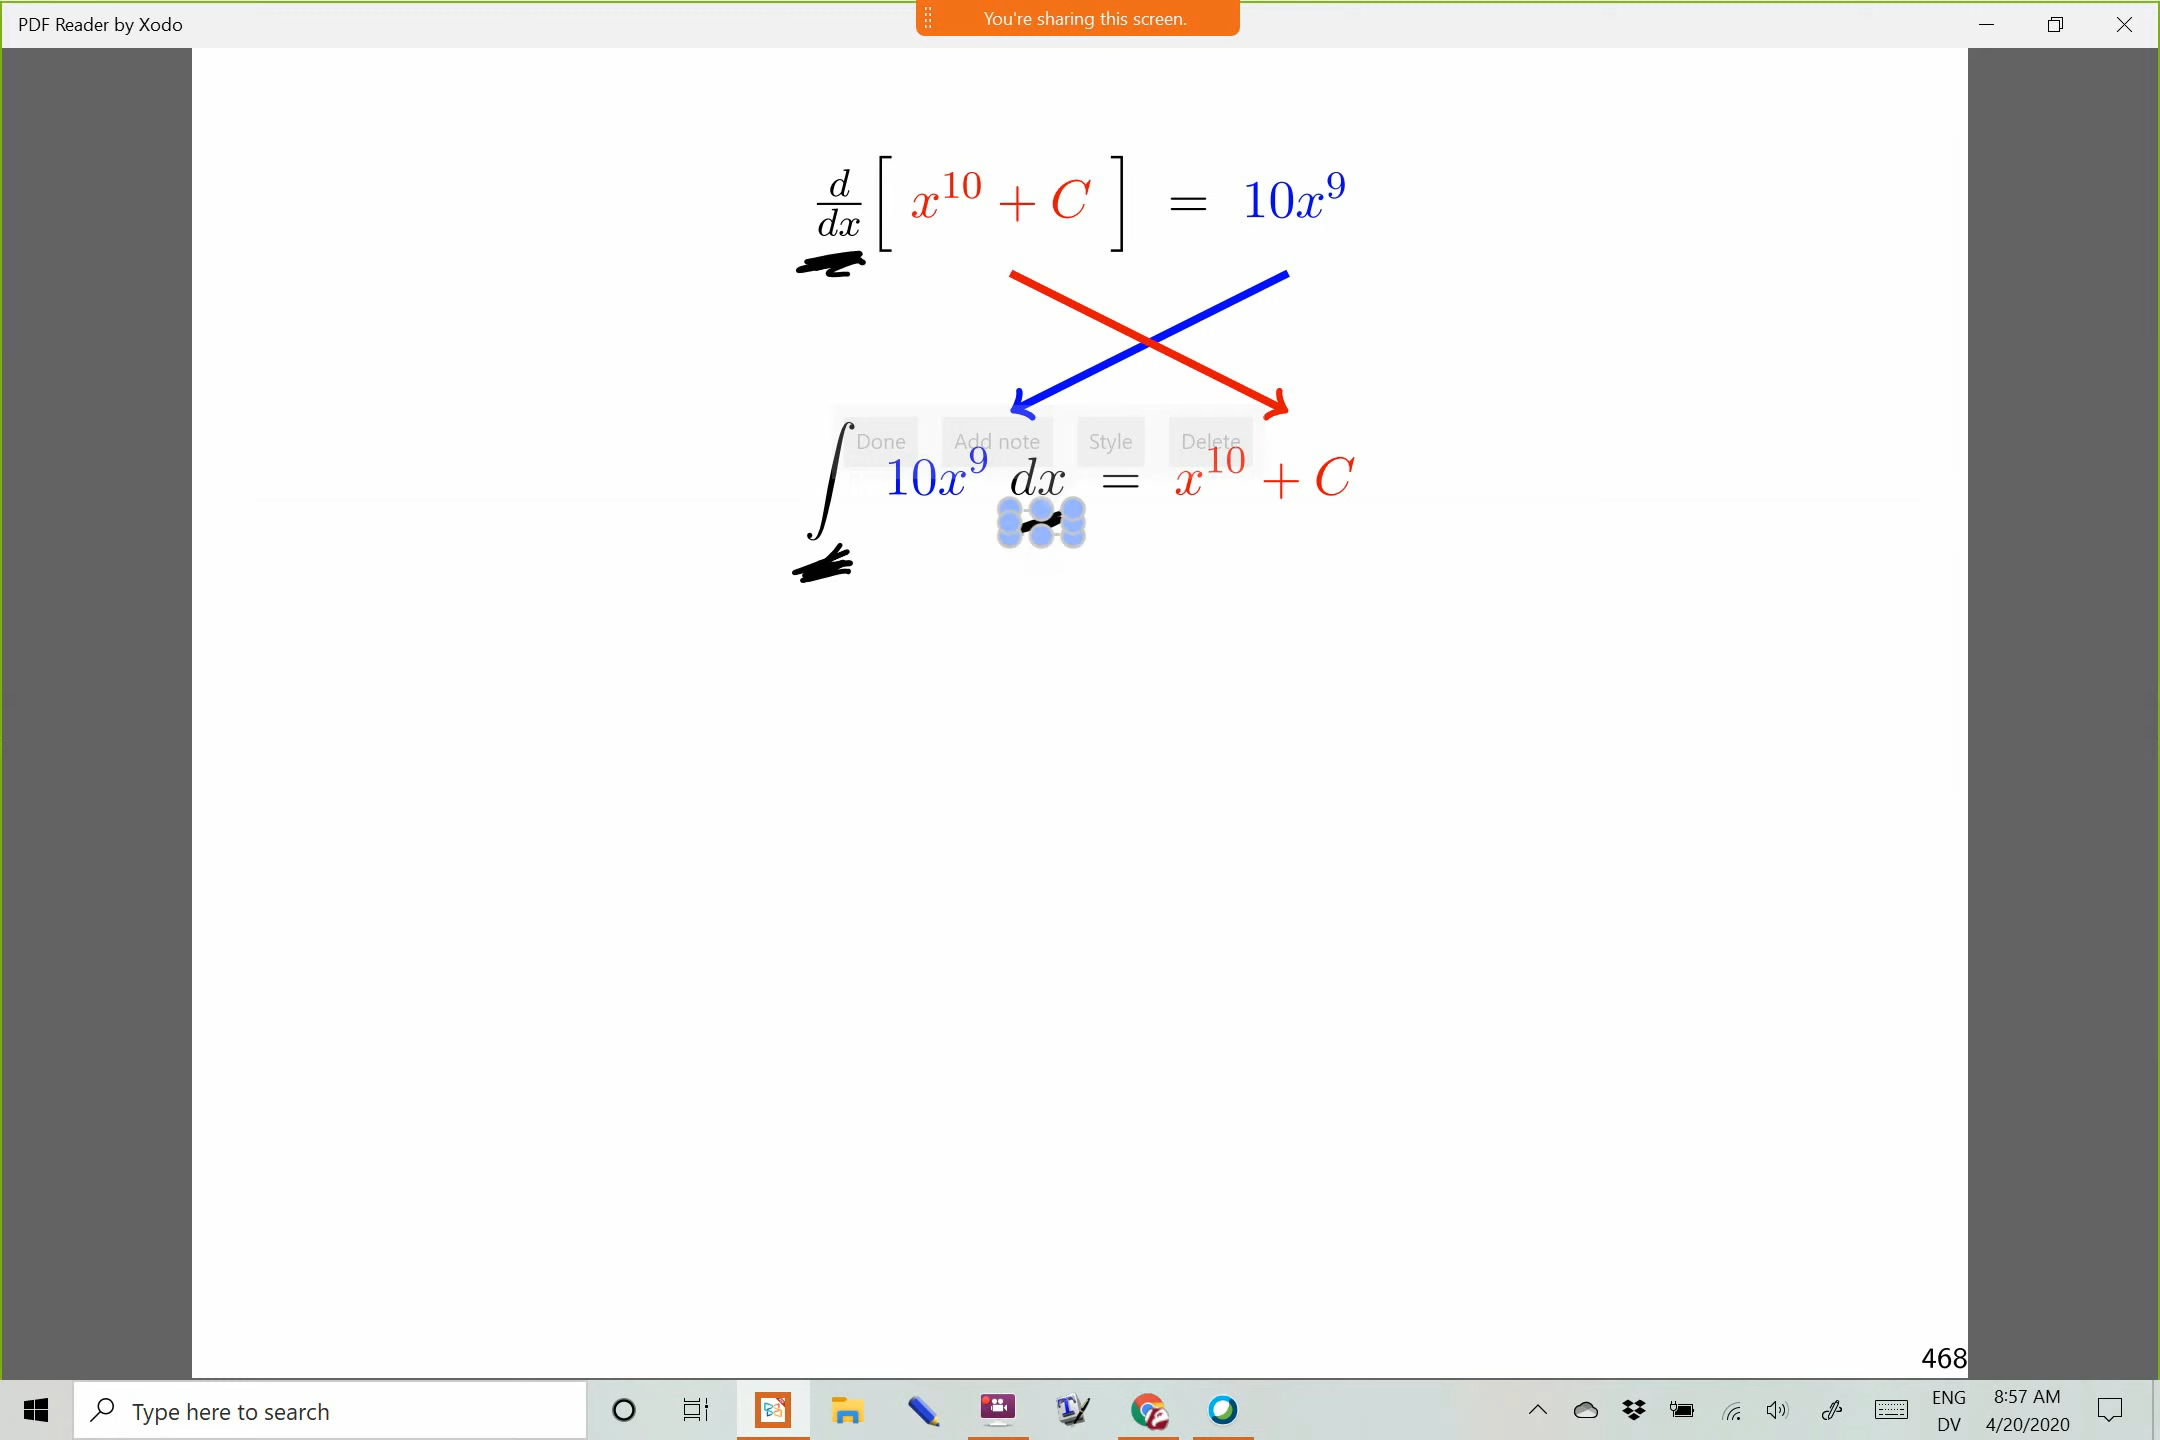 PDF Reader by Xodo
You're sharing this screen.
d/dx [ x^10 + C ] = 10x^9
Done Add note Style Delete
∫ 10x^9 dx = x^10 + C
468
Type here to search
ENG
DV
8:57 AM
4/20/2020